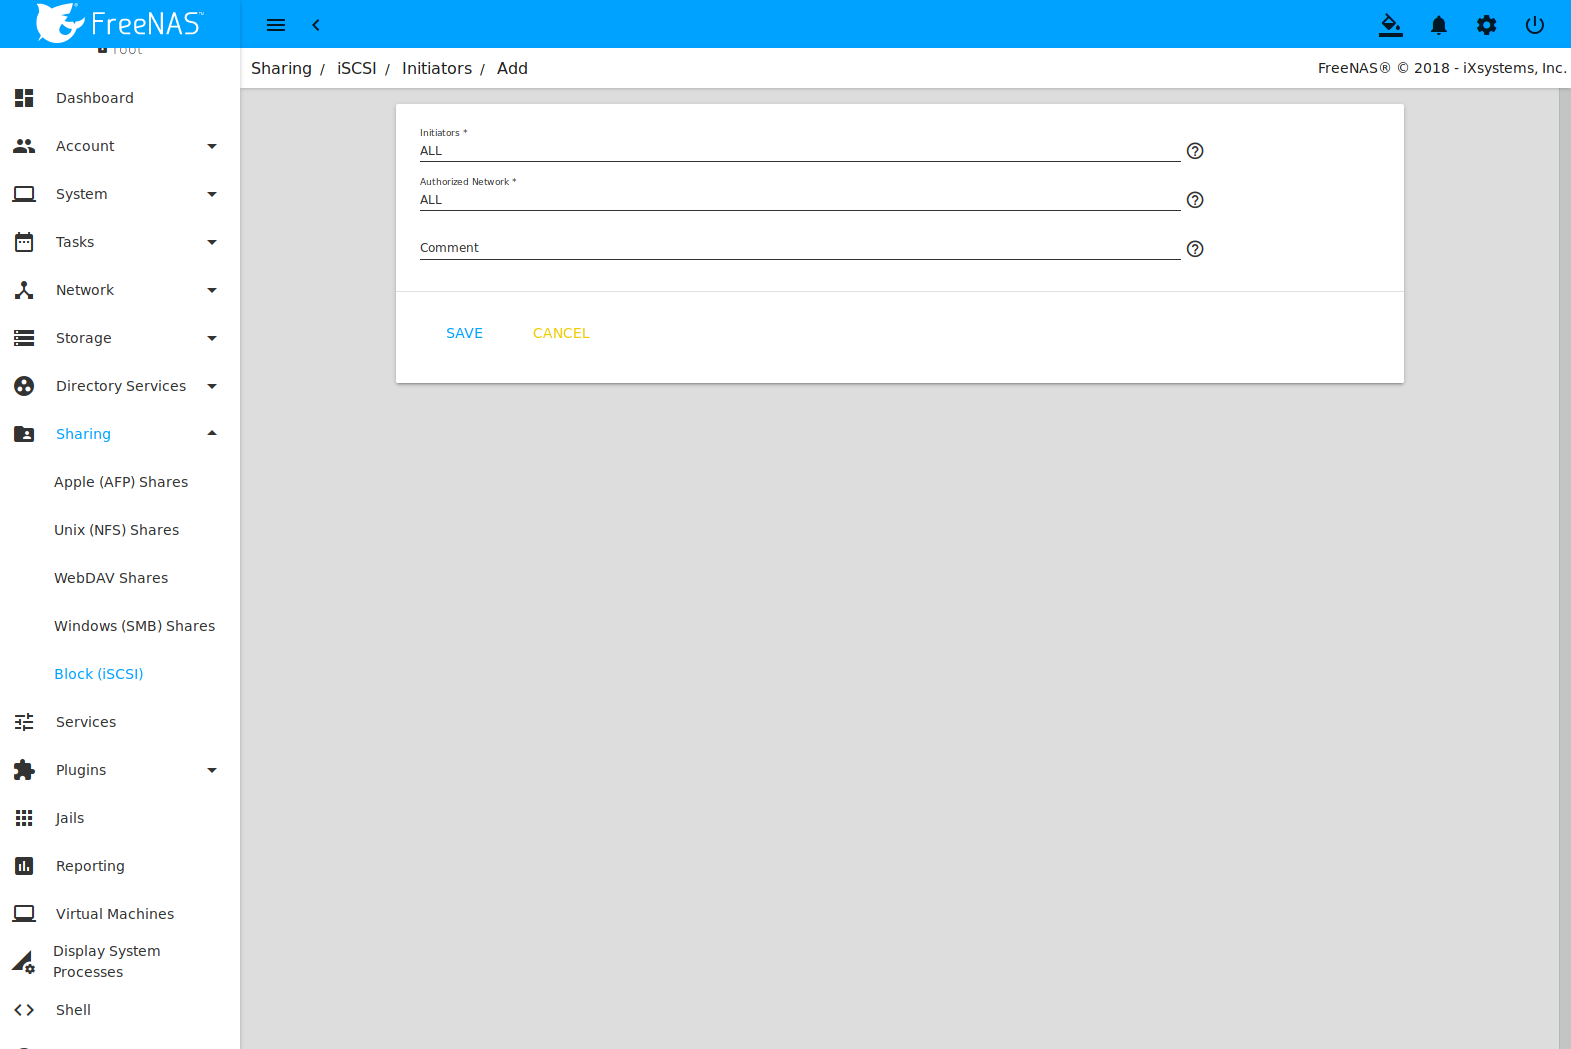 FreeNAS™
root
Sharing / iSCSI / Initiators / Add
FreeNAS® © 2018 - iXsystems, Inc.
Dashboard
Account
System
Tasks
Network
Storage
Directory Services
Sharing
Apple (AFP) Shares
Unix (NFS) Shares
WebDAV Shares
Windows (SMB) Shares
Block (iSCSI)
Services
Plugins
Jails
Reporting
Virtual Machines
Display System
Processes
Shell
Initiators *
ALL
Authorized Network *
ALL
Comment
SAVE CANCEL